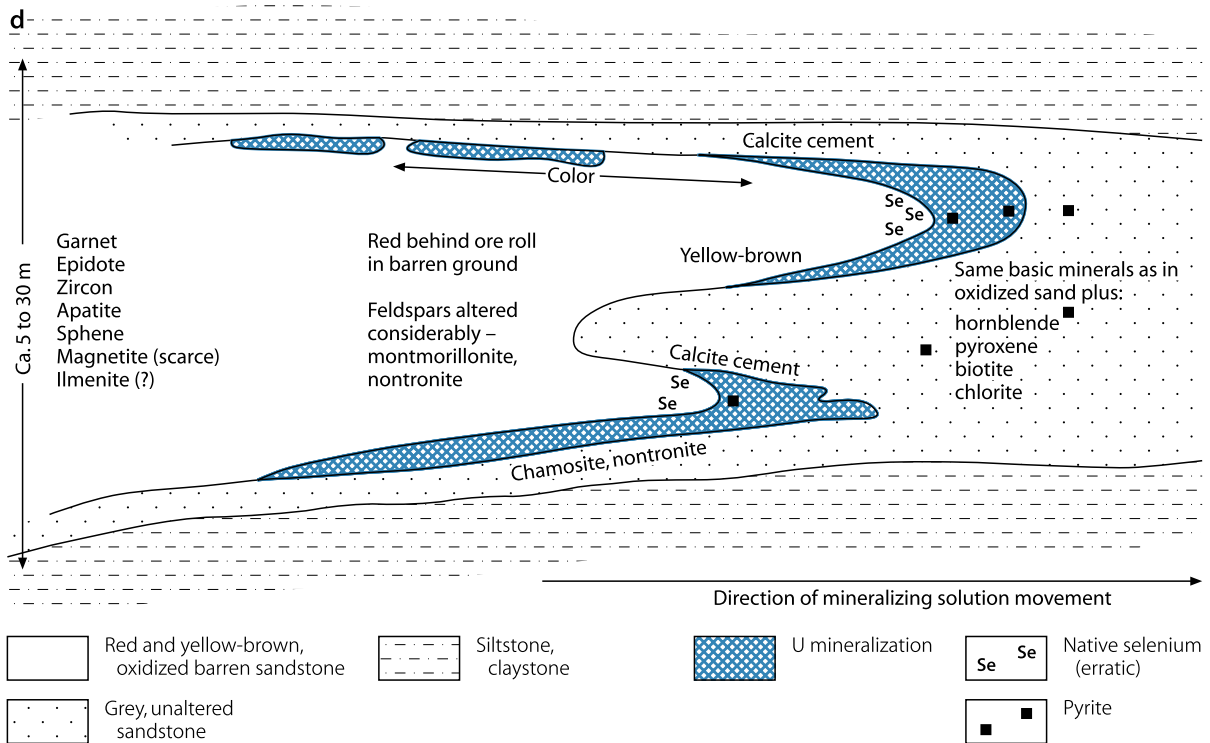 d
Calcite cement
Color
Se
Se
Se
Ca. 5 to 30 m
Garnet
Epidote
Zircon
Apatite
Sphene
Magnetite (scarce)
Ilmenite (?)
Red behind ore roll
in barren ground
Feldspars altered
considerably –
montmorillonite,
nontronite
Yellow-brown
Same basic minerals as in
oxidized sand plus:
hornblende
pyroxene
biotite
chlorite
Calcite cement
Se
Se
Chamosite, nontronite
Direction of mineralizing solution movement
Red and yellow-brown,
oxidized barren sandstone
Siltstone,
claystone
U mineralization
Se
Se
Native selenium
(erratic)
Grey, unaltered
sandstone
Pyrite